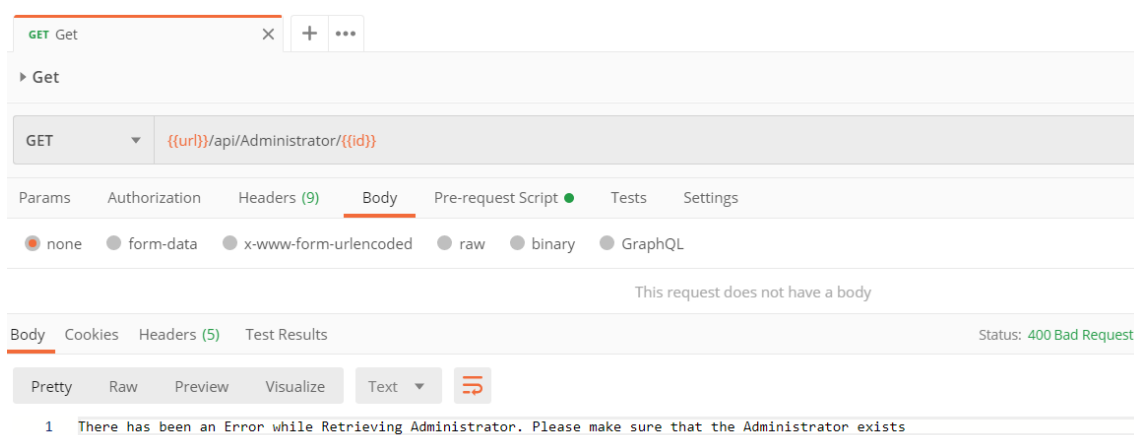 GET Get
Get
GET {{url}}/api/Administrator/{{id}}
Params Authorization Headers (9) Body Pre-request Script Tests Settings
none form-data x-www-form-urlencoded raw binary GraphQL
This request does not have a body
Body Cookies Headers (5) Test Results Status: 400 Bad Request
Pretty Raw Preview Visualize Text
1 There has been an Error while Retrieving Administrator. Please make sure that the Administrator exists